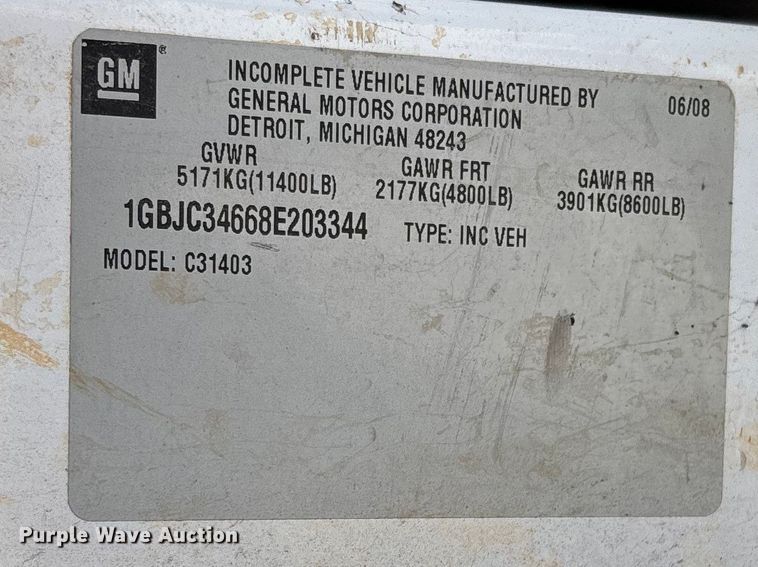 GM ®
INCOMPLETE VEHICLE MANUFACTURED BY
GENERAL MOTORS CORPORATION
DETROIT, MICHIGAN 48243
06/08
GVWR GAWR FRT GAWR RR
5171KG(11400LB) 2177KG(4800LB) 3901KG(8600LB)
1GBJC34668E203344 TYPE: INC VEH
MODEL: C31403
Purple Wave Auction